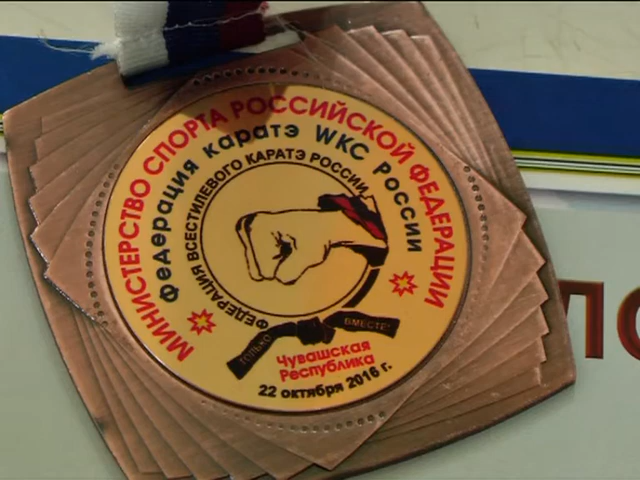 МИНИСТЕРСТВО СПОРТА РОССИЙСКОЙ ФЕДЕРАЦИИ
Федерация каратэ WKC России
ФЕДЕРАЦИЯ ВСЕСТИЛЕВОГО КАРАТЭ РОССИИ
ТОЛЬКО ВМЕСТЕ!
Чувашская
Республика
22 октября 2016 г.